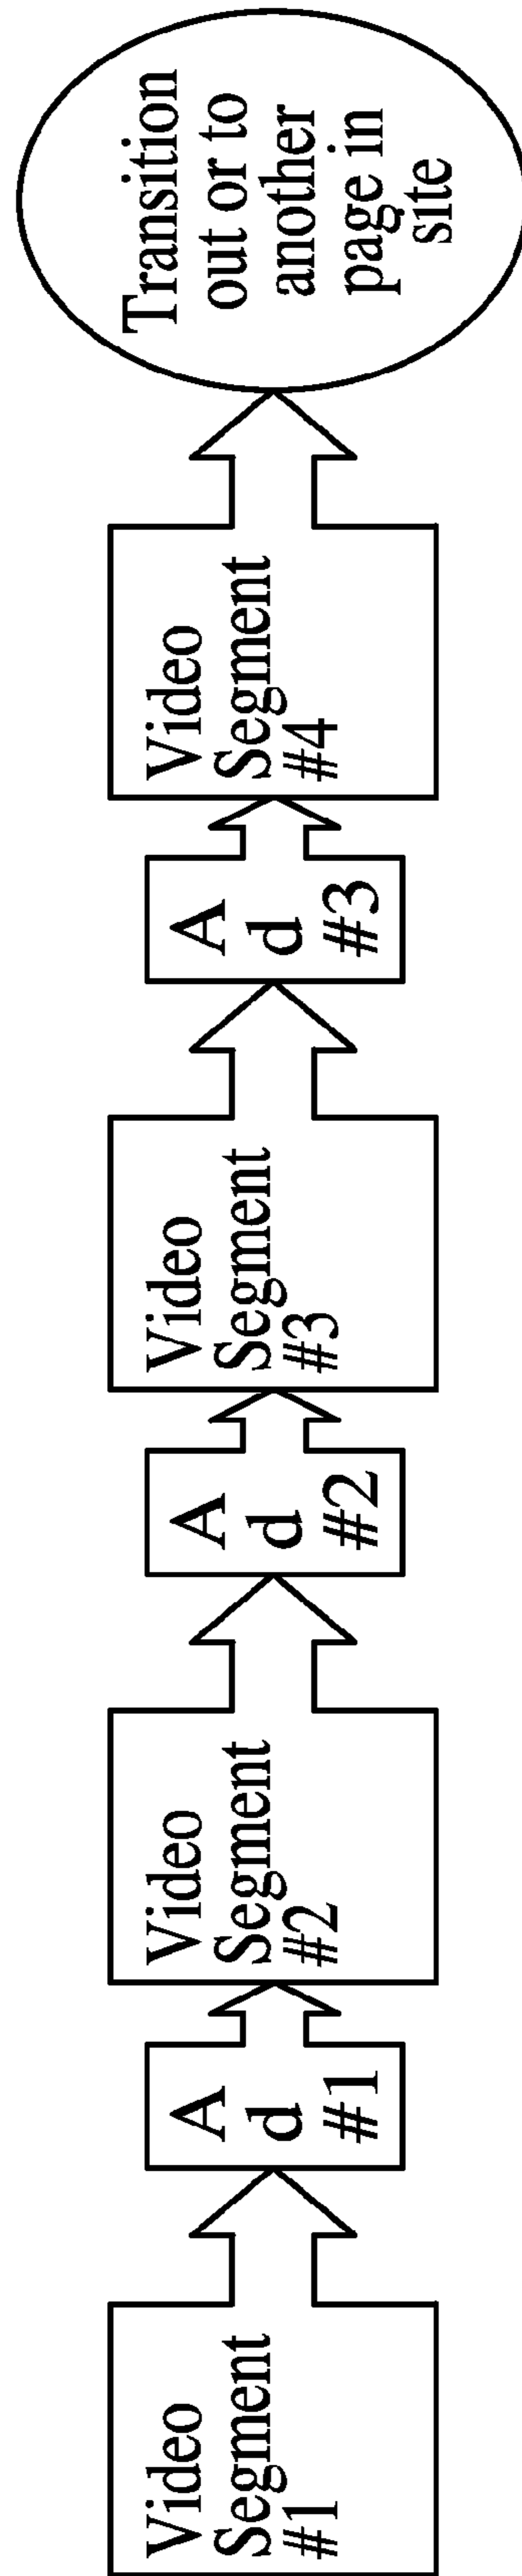 Video
Segment
#1
A
d
#1
Video
Segment
#2
A
d
#2
Video
Segment
#3
A
d
#3
Video
Segment
#4
Transition
out or to
another
page in
site